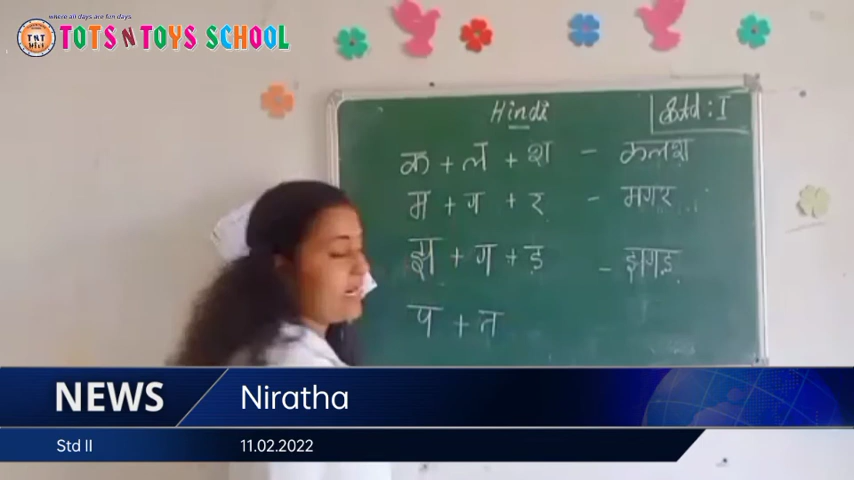 where all days are fun days
TOTS N TOYS SCHOOL
TNT
Hindi
Std : I
क + ल + श - कलश
म + ग + र - मगर
झ + ग + ड़ - झगड़
प + त
NEWS
Niratha
Std II
11.02.2022